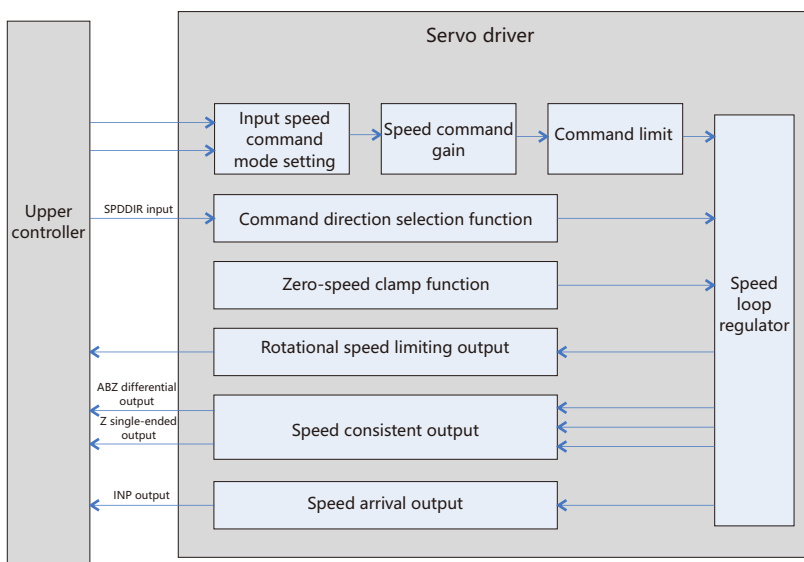 Servo driver
Input speed
command
mode setting
Speed command
gain
Command limit
SPDDIR input
Command direction selection function
Upper
controller
Zero-speed clamp function
Speed
loop
regulator
Rotational speed limiting output
ABZ differential
output
Z single-ended
output
Speed consistent output
INP output
Speed arrival output